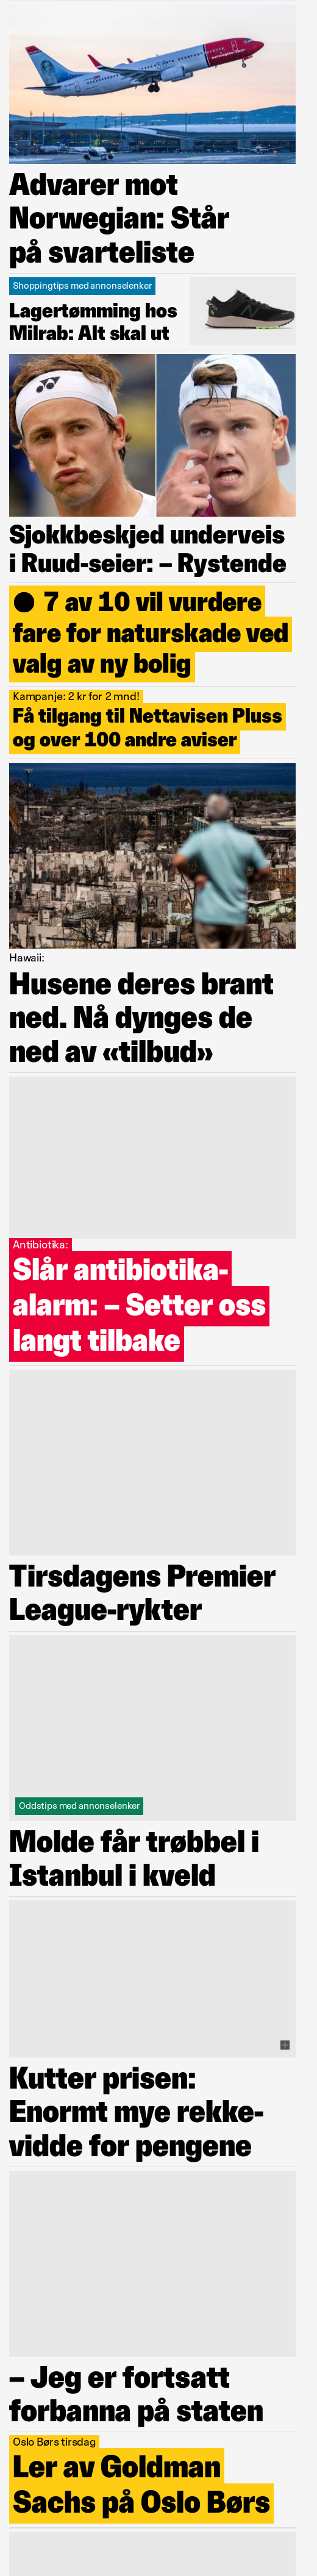 Advarer mot
Norwegian: Står
på svarteliste
Shoppingtips med annonselenker
Lagertømming hos
Milrab: Alt skal ut
Sjokkbeskjed underveis
i Ruud-seier: – Rystende
7 av 10 vil vurdere
fare for naturskade ved
valg av ny bolig
Kampanje: 2 kr for 2 mnd!
Få tilgang til Nettavisen Pluss
og over 100 andre aviser
Hawaii:
Husene deres brant
ned. Nå dynges de
ned av «tilbud»
Antibiotika:
Slår antibiotika-
alarm: – Setter oss
langt tilbake
Tirsdagens Premier
League-rykter
Oddstips med annonselenker
Molde får trøbbel i
Istanbul i kveld
Kutter prisen:
Enormt mye rekke-
vidde for pengene
– Jeg er fortsatt
forbanna på staten
Oslo Børs tirsdag
Ler av Goldman
Sachs på Oslo Børs